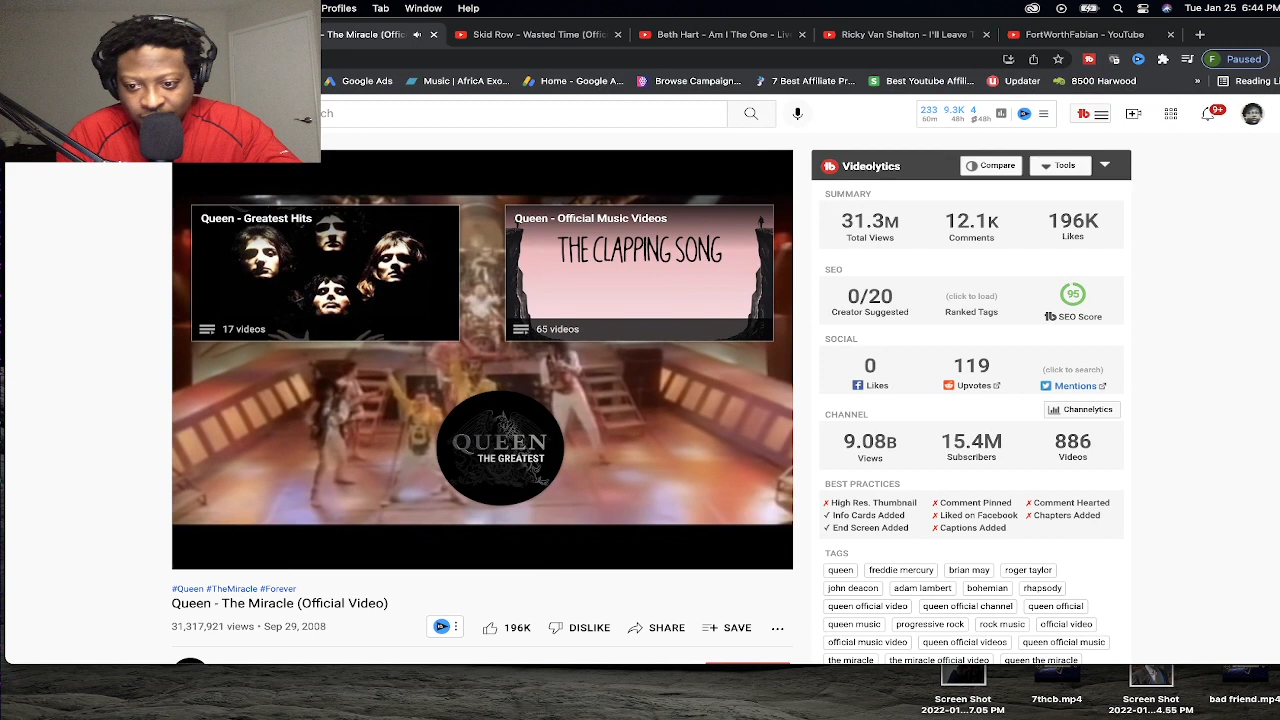 Profiles Tab Window Help Tue Jan 25 6:44 PM
- The Miracle (Offic Skid Row – Wasted Time (Offic Beth Hart - Am I The One - Liv Ricky Van Shelton - I'll Leave T FortWorthFabian - YouTube
F Paused
Google Ads Music | AfricA Exo... Home - Google A... Browse Campaign... 7 Best Affiliate Pr... Best Youtube Affil... Updater 8500 Harwood » Reading
ch 233 9.3K 4 9+
60m 48h 48h
Videolytics Compare Tools
SUMMARY
31.3M 12.1K 196K
Total Views Comments Likes
SEO
0/20 (click to load) 95
Creator Suggested Ranked Tags tb SEO Score
SOCIAL
0 119 (click to search)
Likes Upvotes Mentions
CHANNEL Channelytics
9.08B 15.4M 886
Views Subscribers Videos
BEST PRACTICES
✗ High Res. Thumbnail ✗ Comment Pinned ✗ Comment Hearted
✓ Info Cards Added ✗ Liked on Facebook ✗ Chapters Added
✓ End Screen Added ✗ Captions Added
TAGS
queen freddie mercury brian may roger taylor
john deacon adam lambert bohemian rhapsody
queen official video queen official channel queen official
queen music progressive rock rock music official video
official music video queen official videos queen official music
the miracle the miracle official video queen the miracle
Queen - Greatest Hits
17 videos
Queen - Official Music Videos
THE CLAPPING SONG
65 videos
QUEEN
THE GREATEST
#Queen #TheMiracle #Forever
Queen - The Miracle (Official Video)
31,317,921 views • Sep 29, 2008 196K DISLIKE SHARE SAVE ...
Screen Shot 7thcb.mp4 Screen Shot bad friend.mp4
2022-01...7.05 PM 2022-01...4.55 PM